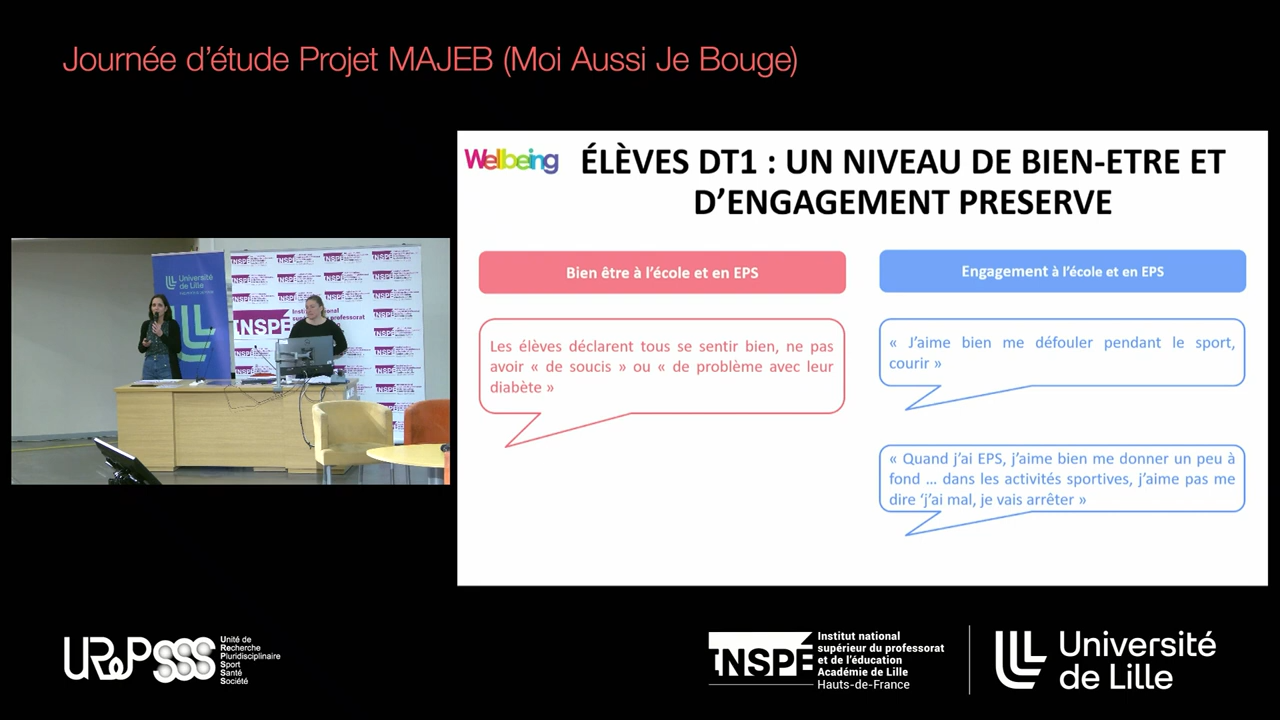 Journée d'étude Projet MAJEB (Moi Aussi Je Bouge)
Welbeing
ÉLÈVES DT1 : UN NIVEAU DE BIEN-ETRE ET
D'ENGAGEMENT PRESERVE
Bien être à l'école et en EPS
Engagement à l'école et en EPS
Les élèves déclarent tous se sentir bien, ne pas
avoir « de soucis » ou « de problème avec leur
diabète »
« J'aime bien me défouler pendant le sport,
courir »
« Quand j'ai EPS, j'aime bien me donner un peu à
fond … dans les activités sportives, j'aime pas me
dire 'j'ai mal, je vais arrêter »
Université
de Lille
INSPÉ
Institut national
URePSSS
Unité de
Recherche
Pluridisciplinaire
Sport
Santé
Société
INSPÉ
Institut national
supérieur du professorat
et de l'éducation
Académie de Lille
Hauts-de-France
Université
de Lille